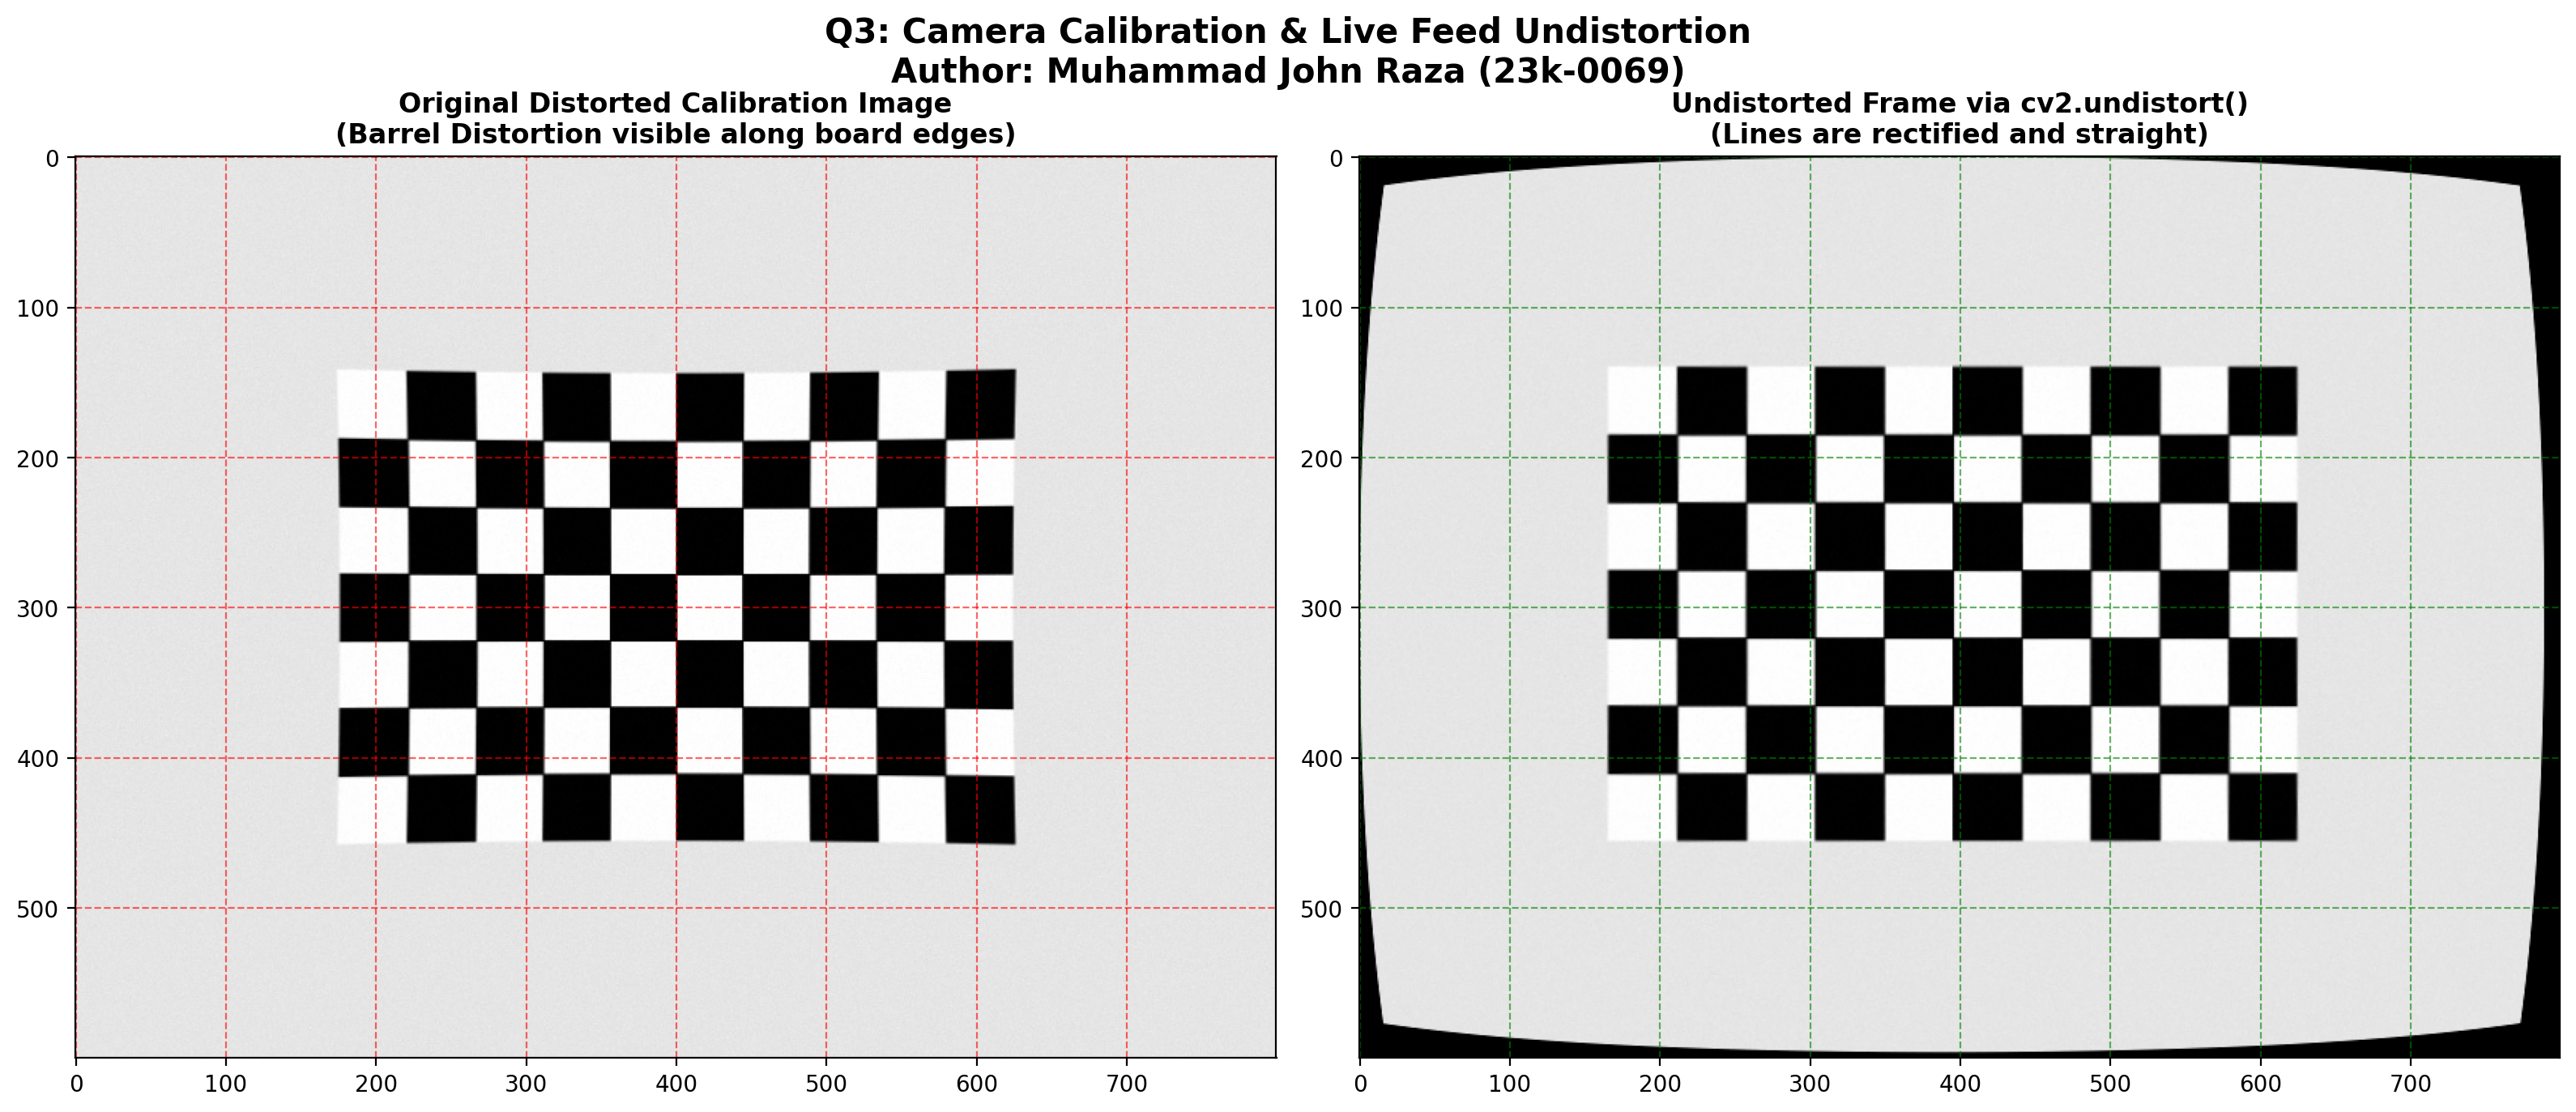 Q3: Camera Calibration & Live Feed Undistortion
Author: Muhammad John Raza (23k-0069)
Original Distorted Calibration Image
(Barrel Distortion visible along board edges)
0
100
200
300
400
500
0 100 200 300 400 500 600 700
Undistorted Frame via cv2.undistort()
(Lines are rectified and straight)
0
100
200
300
400
500
0 100 200 300 400 500 600 700